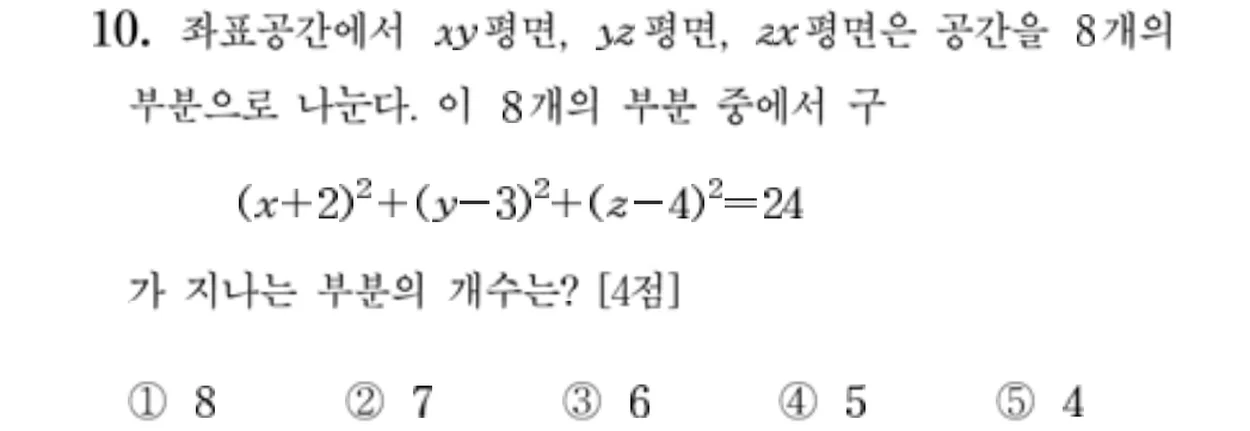 10. 좌표공간에서 xy평면, yz평면, zx평면은 공간을 8개의
부분으로 나눈다. 이 8개의 부분 중에서 구
(x+2)²+(y−3)²+(z−4)²=24
가 지나는 부분의 개수는? [4점]
① 8 ② 7 ③ 6 ④ 5 ⑤ 4